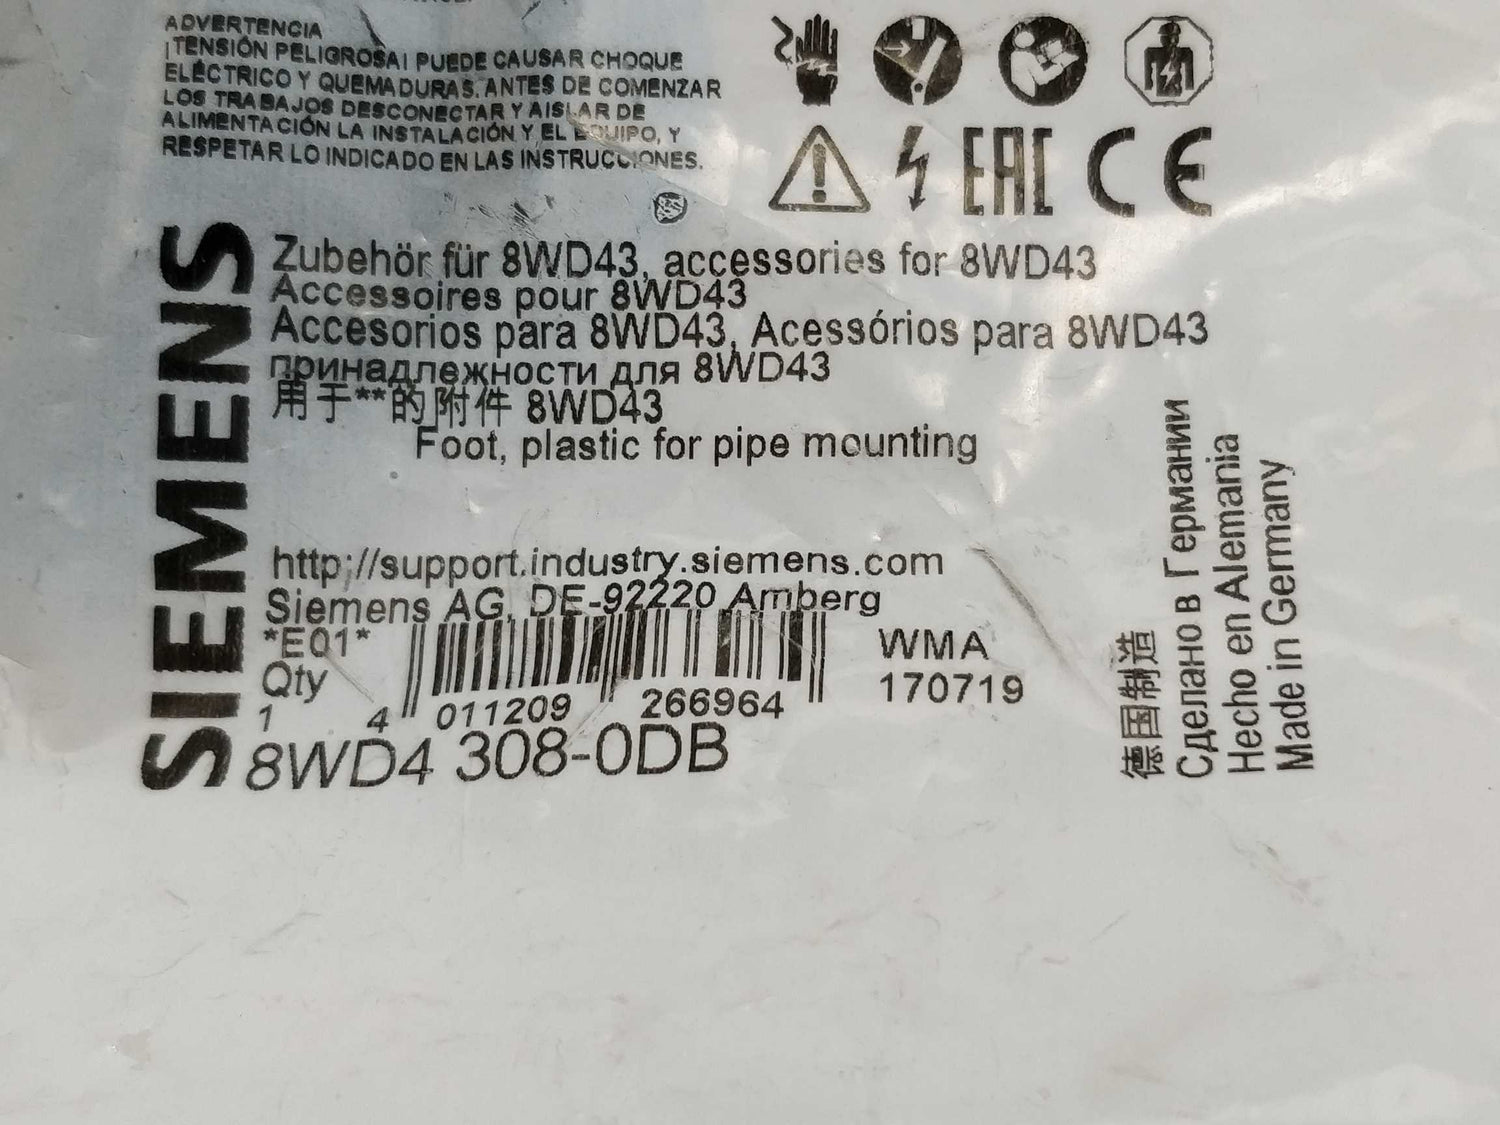 ADVERTENCIA
¡TENSIÓN PELIGROSA! PUEDE CAUSAR CHOQUE
ELÉCTRICO Y QUEMADURAS. ANTES DE COMENZAR
LOS TRABAJOS DESCONECTAR Y AISLAR DE
ALIMENTACIÓN LA INSTALACIÓN Y EL EQUIPO, Y
RESPETAR LO INDICADO EN LAS INSTRUCCIONES.
EAC CE
SIEMENS
Zubehör für 8WD43, accessories for 8WD43
Accessoires pour 8WD43
Accesorios para 8WD43, Acessórios para 8WD43
принадлежности для 8WD43
用于**的附件 8WD43
Foot, plastic for pipe mounting
http://support.industry.siemens.com
Siemens AG, DE-92220 Amberg
*E01*
Qty
1
4 011209 266964
WMA
170719
8WD4 308-0DB
德国制造
Сделано в Германии
Hecho en Alemania
Made in Germany